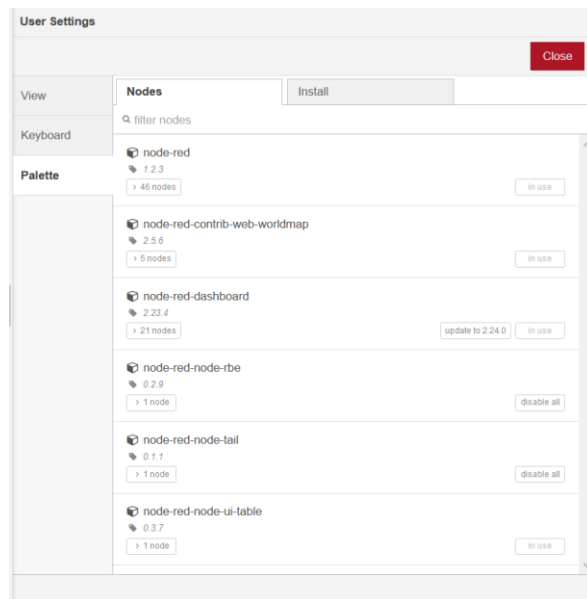 User Settings
Close
View
Keyboard
Palette
Nodes
Install
filter nodes
node-red
1.2.3
> 46 nodes
in use
node-red-contrib-web-worldmap
2.5.6
> 5 nodes
in use
node-red-dashboard
2.23.4
> 21 nodes
update to 2.24.0
in use
node-red-node-rbe
0.2.9
> 1 node
disable all
node-red-node-tail
0.1.1
> 1 node
disable all
node-red-node-ui-table
0.3.7
> 1 node
in use